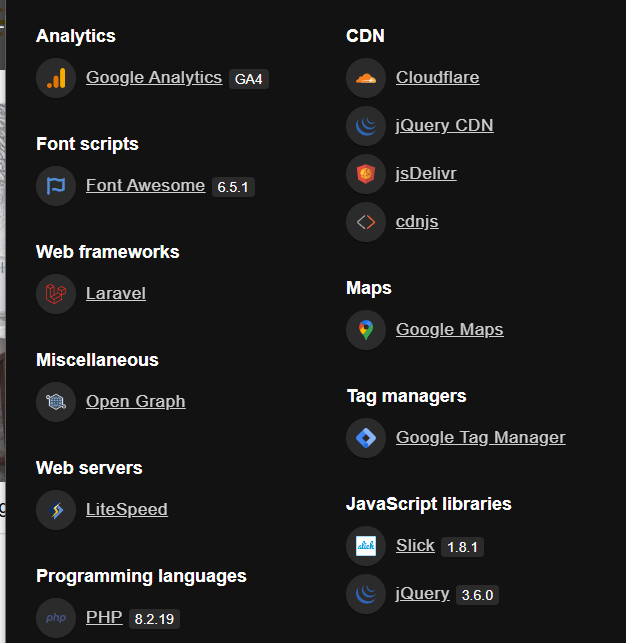 Analytics
Google Analytics GA4
Font scripts
Font Awesome 6.5.1
Web frameworks
Laravel
Miscellaneous
Open Graph
Web servers
LiteSpeed
Programming languages
php PHP 8.2.19
CDN
Cloudflare
jQuery CDN
jsDelivr
cdnjs
Maps
Google Maps
Tag managers
Google Tag Manager
JavaScript libraries
slick Slick 1.8.1
jQuery 3.6.0